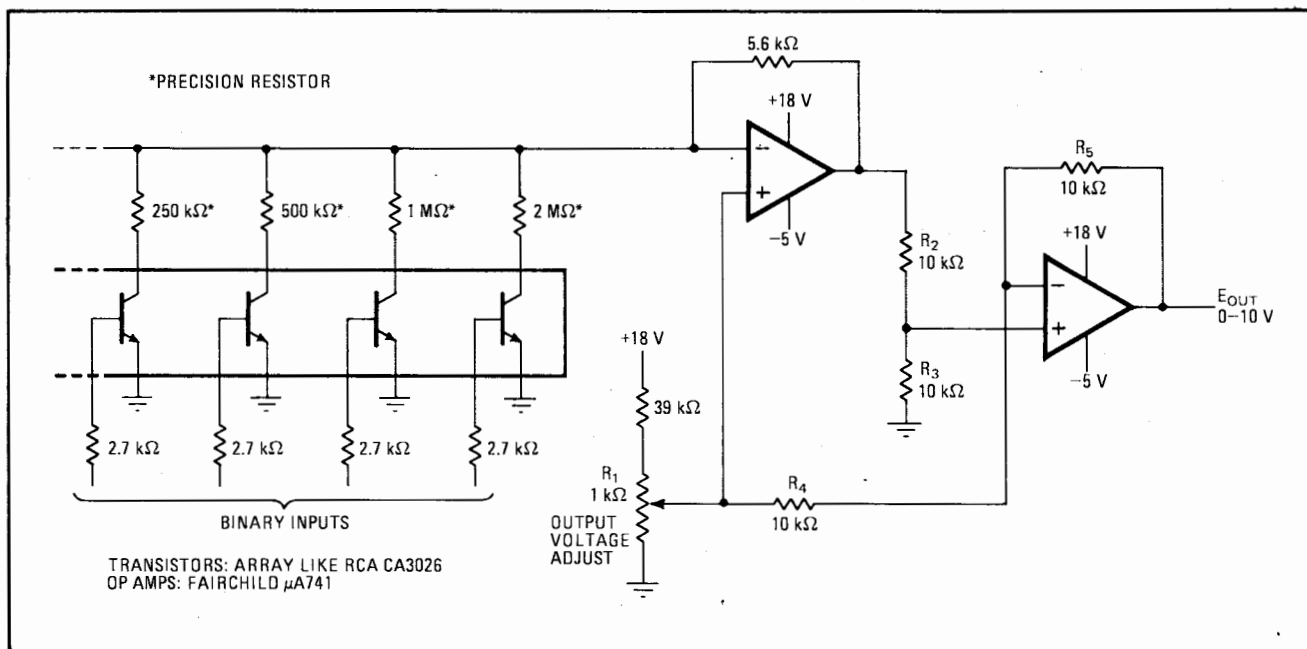 *PRECISION RESISTOR
5.6 kΩ
+18 V
−
+
−5 V
250 kΩ*
500 kΩ*
1 MΩ*
2 MΩ*
R5
10 kΩ
R2
10 kΩ
+18 V
−
+
−5 V
EOUT
0–10 V
R3
10 kΩ
+18 V
39 kΩ
2.7 kΩ
2.7 kΩ
2.7 kΩ
2.7 kΩ
R1
1 kΩ
OUTPUT
VOLTAGE
ADJUST
R4
10 kΩ
BINARY INPUTS
TRANSISTORS: ARRAY LIKE RCA CA3026
OP AMPS: FAIRCHILD μA741